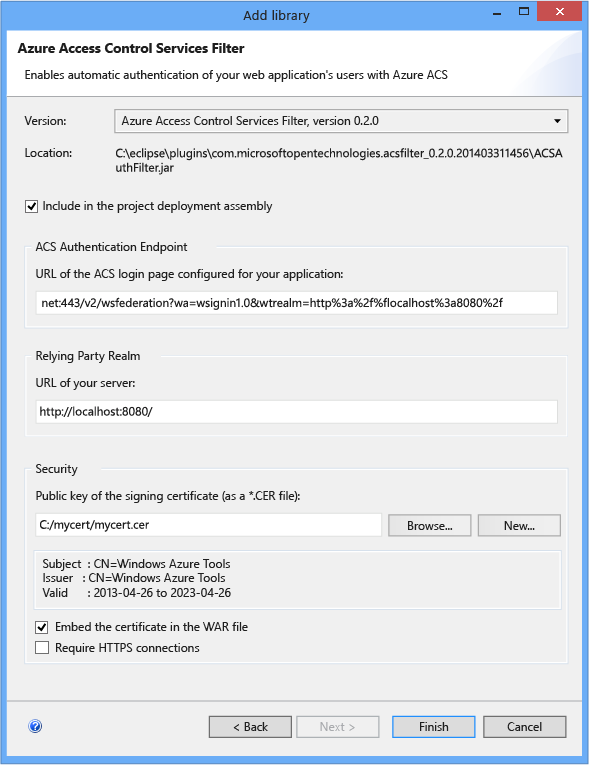 Add library
Azure Access Control Services Filter
Enables automatic authentication of your web application's users with Azure ACS
Version:
Azure Access Control Services Filter, version 0.2.0
Location:
C:\eclipse\plugins\com.microsoftopentechnologies.acsfilter_0.2.0.201403311456\ACSA
uthFilter.jar
Include in the project deployment assembly
ACS Authentication Endpoint
URL of the ACS login page configured for your application:
net:443/v2/wsfederation?wa=wsignin1.0&wtrealm=http%3a%2f%flocalhost%3a8080%2f
Relying Party Realm
URL of your server:
http://localhost:8080/
Security
Public key of the signing certificate (as a *.CER file):
C:/mycert/mycert.cer
Browse...
New...
Subject : CN=Windows Azure Tools
Issuer : CN=Windows Azure Tools
Valid : 2013-04-26 to 2023-04-26
Embed the certificate in the WAR file
Require HTTPS connections
?
< Back
Next >
Finish
Cancel